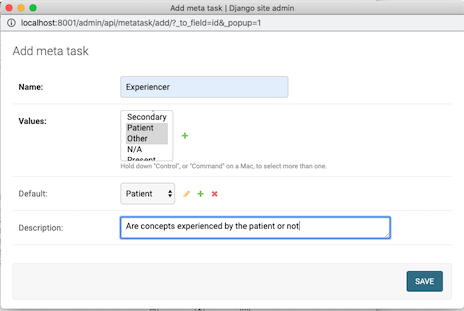 Add meta task | Django site admin
localhost:8001/admin/api/metatask/add/?_to_field=id&_popup=1
Add meta task
Name: Experiencer
Values: Secondary
Patient
Other
N/A
Present
Hold down "Control", or "Command" on a Mac, to select more than one.
Default: Patient
Description: Are concepts experienced by the patient or not
SAVE